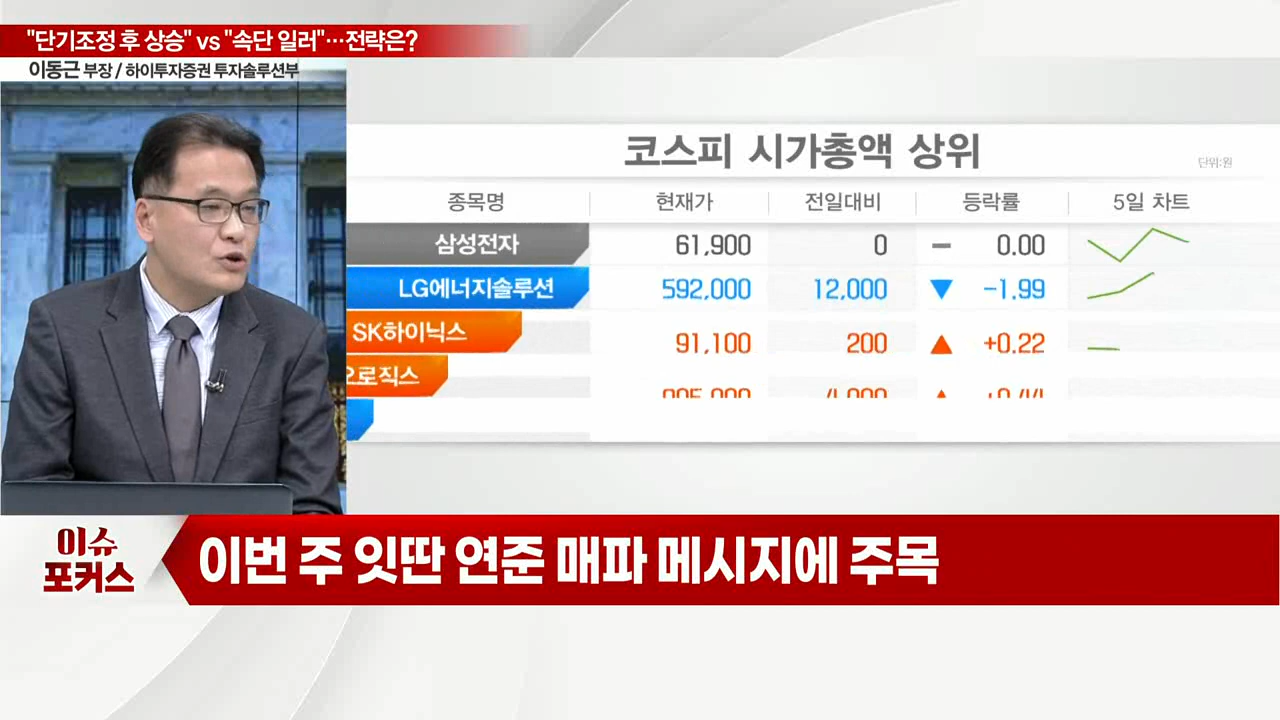 "단기조정 후 상승" vs "속단 일러"…전략은?
이동근 부장 / 하이투자증권 투자솔루션부
코스피 시가총액 상위
단위:원
종목명 현재가 전일대비 등락률 5일 차트
삼성전자 61,900 0 – 0.00
LG에너지솔루션 592,000 12,000 ▼ -1.99
SK하이닉스 91,100 200 ▲ +0.22
오로직스
이슈
포커스
이번 주 잇딴 연준 매파 메시지에 주목